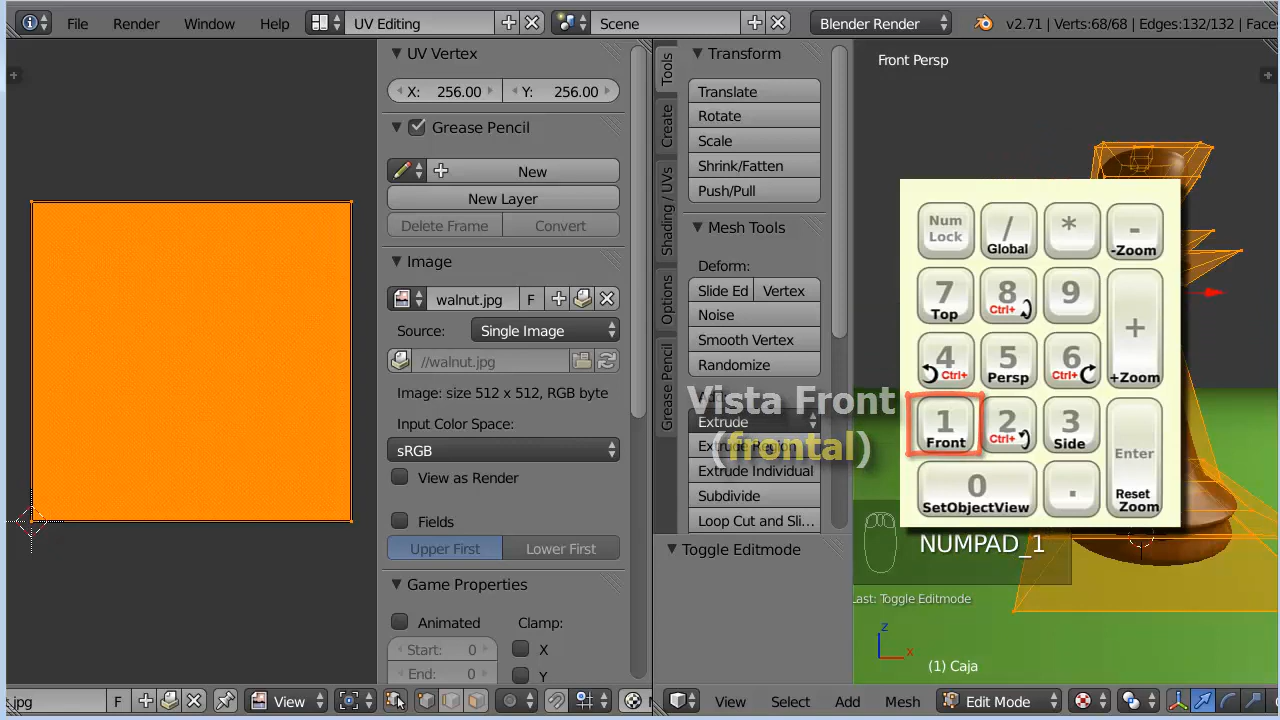 File Render Window Help UV Editing Scene Blender Render v2.71 | Verts:68/68 | Edges:132/132 | Face
UV Vertex
X: 256.00 Y: 256.00
Grease Pencil
New
New Layer
Delete Frame Convert
Image
walnut.jpg F
Source: Single Image
//walnut.jpg
Image: size 512 x 512, RGB byte
Input Color Space:
sRGB
View as Render
Fields
Upper First Lower First
Game Properties
Animated Clamp:
Start: 0 X
End: 0 Y
.jpg F View
Tools
Create
Shading / UVs
Options
Grease Pencil
Transform
Translate
Rotate
Scale
Shrink/Fatten
Push/Pull
Mesh Tools
Deform:
Slide Ed Vertex
Noise
Smooth Vertex
Randomize
Vista Front
(frontal)
Extrude
Extrude Region
Extrude Individual
Subdivide
Loop Cut and Sli...
Toggle Editmode
Front Persp
Num Lock / Global * - -Zoom
7 Top 8 Ctrl+ 9 + +Zoom
4 Ctrl+ 5 Persp 6 Ctrl+
1 Front 2 Ctrl+ 3 Side Enter Reset Zoom
0 SetObjectView .
NUMPAD_1
Last: Toggle Editmode
z
x
(1) Caja
View Select Add Mesh Edit Mode